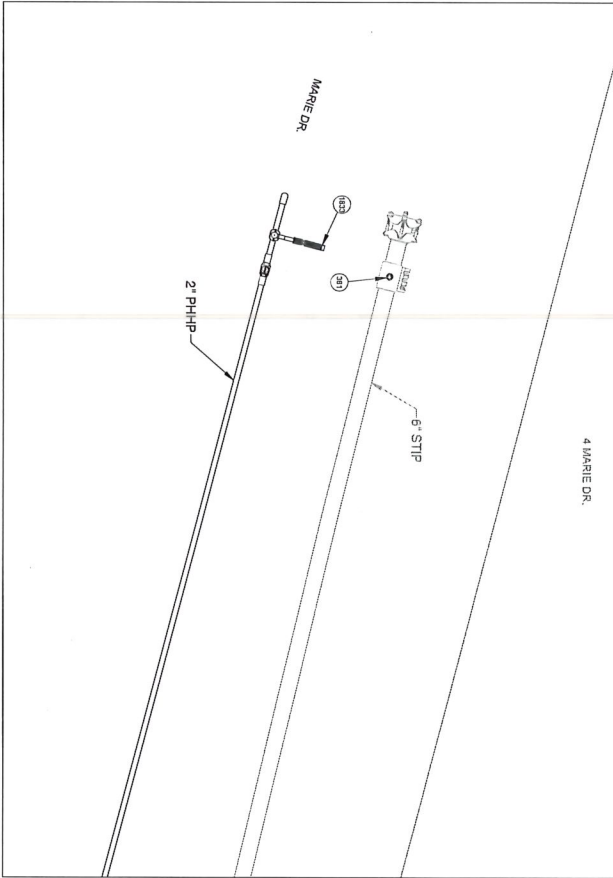 MARIE DR.
1833
381
2" PHHP
6" STIP
4 MARIE DR.